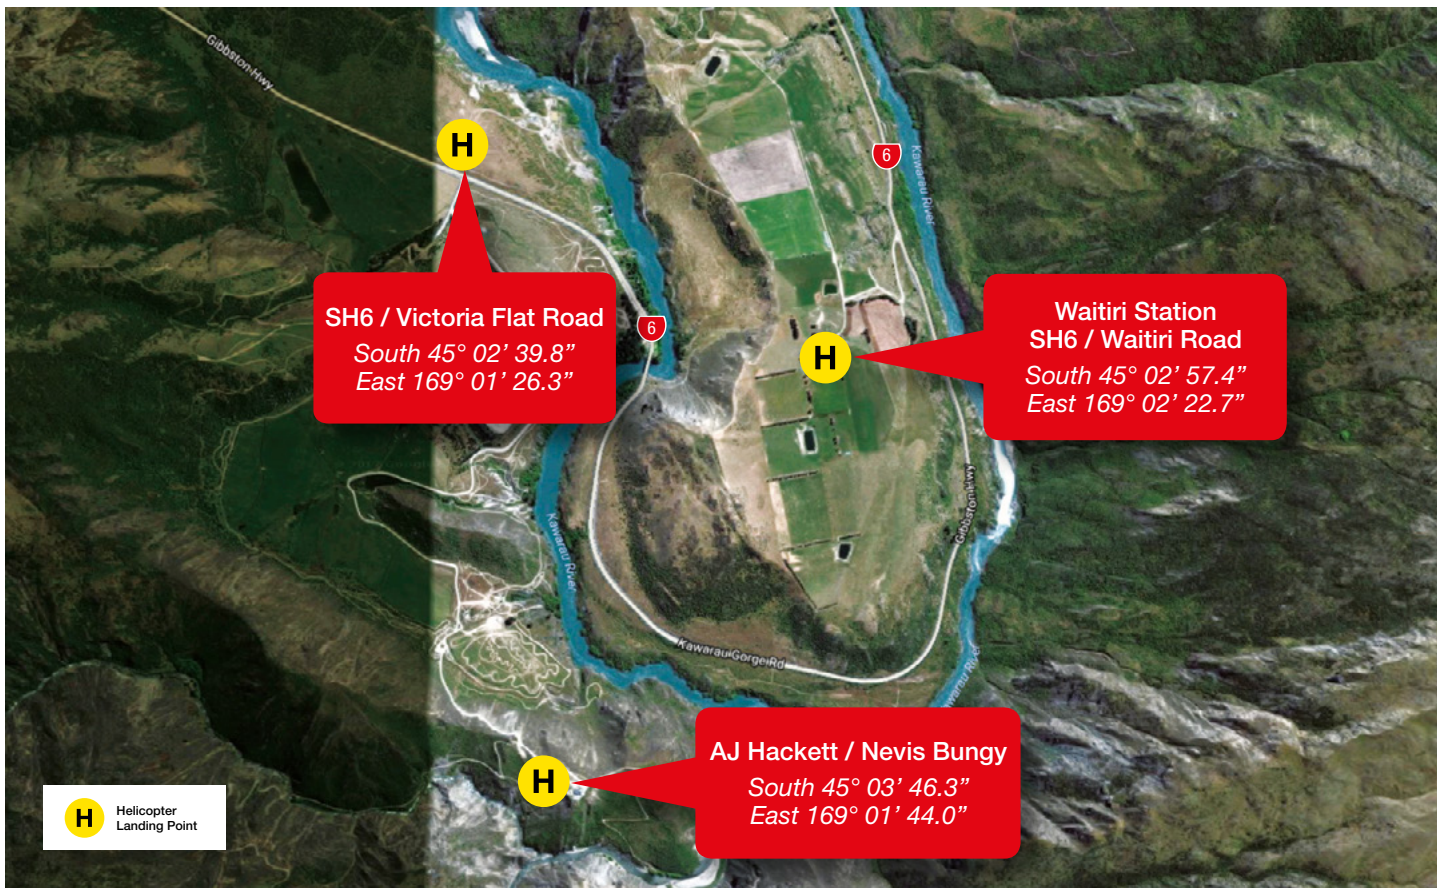 Gibbston Hwy
H
6
Kawarau River
6
SH6 / Victoria Flat Road
South 45° 02’ 39.8”
East 169° 01’ 26.3”
H
Waitiri Station
SH6 / Waitiri Road
South 45° 02’ 57.4”
East 169° 02’ 22.7”
Gibbston Hwy
Kawarau River
Kawarau Gorge Rd
Kawarau River
AJ Hackett / Nevis Bungy
South 45° 03’ 46.3”
East 169° 01’ 44.0”
H
H
Helicopter
Landing Point